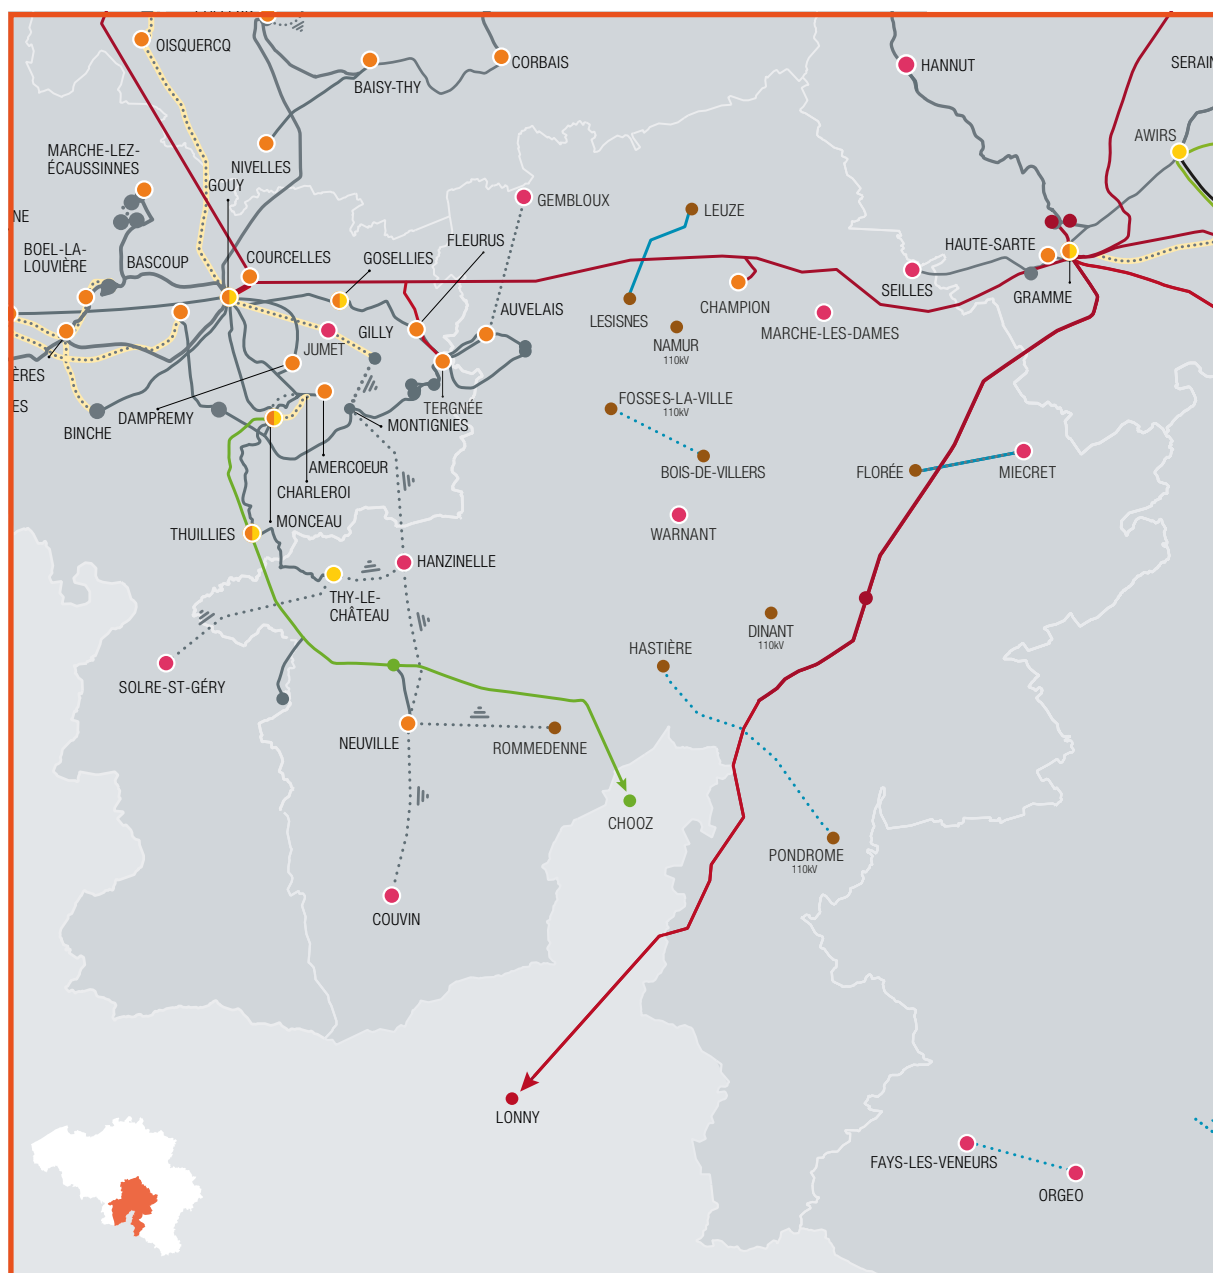 OISQUERCQ
CORBAIS
BAISY-THY
HANNUT
SERAIN
AWIRS
MARCHE-LEZ-
ÉCAUSSINNES
NIVELLES
GOUY
GEMBLOUX
LEUZE
NE
FLEURUS
HAUTE-SARTE
BOEL-LA-
LOUVIÈRE
BASCOUP
COURCELLES
GOSELLIES
SEILLES
GRAMME
AUVELAIS
CHAMPION
LESISNES
MARCHE-LES-DAMES
GILLY
JUMET
NAMUR
110kV
ÈRES
ES
FOSSES-LA-VILLE
110kV
TERGNÉE
DAMPREMY
BINCHE
MONTIGNIES
AMERCOEUR
BOIS-DE-VILLERS
FLORÉE
MIECRET
CHARLEROI
MONCEAU
THUILLIES
WARNANT
HANZINELLE
THY-LE-
CHÂTEAU
DINANT
110kV
HASTIÈRE
SOLRE-ST-GÉRY
NEUVILLE
ROMMEDENNE
CHOOZ
PONDROME
110kV
COUVIN
LONNY
FAYS-LES-VENEURS
ORGEO